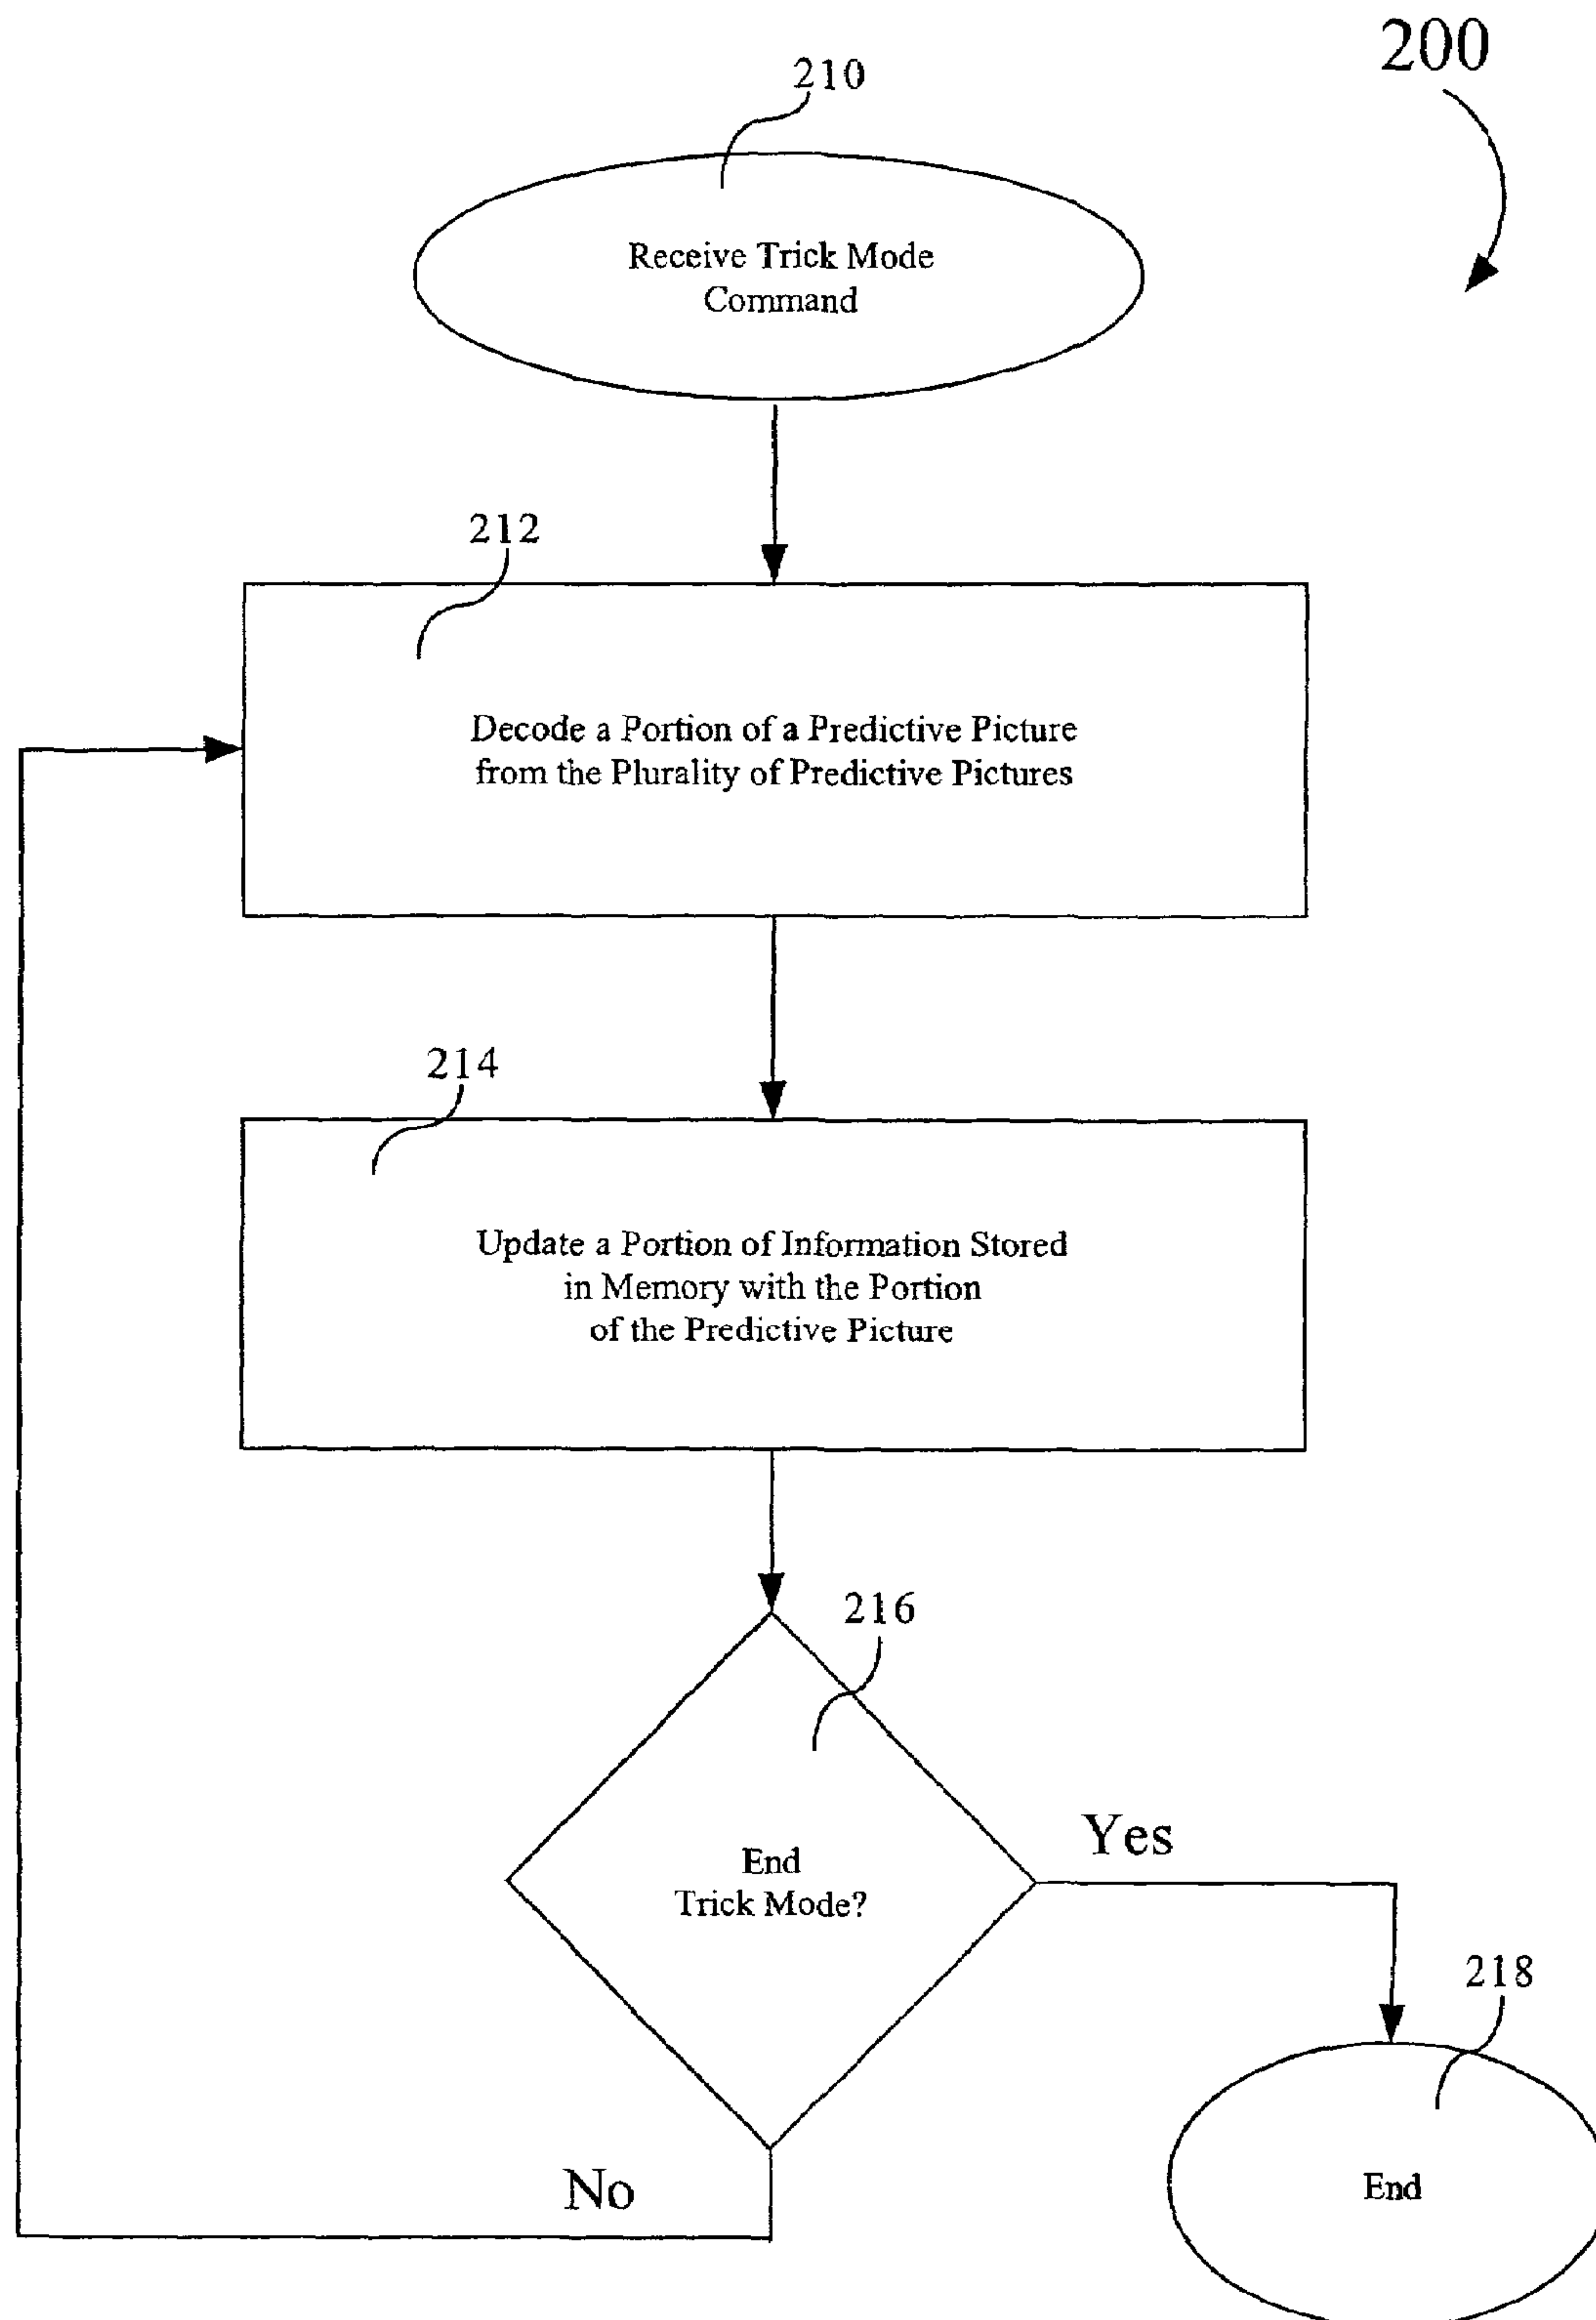 200
210
Receive Trick Mode
Command
212
Decode a Portion of a Predictive Picture
from the Plurality of Predictive Pictures
214
Update a Portion of Information Stored
in Memory with the Portion
of the Predictive Picture
216
End
Trick Mode?
Yes
No
218
End